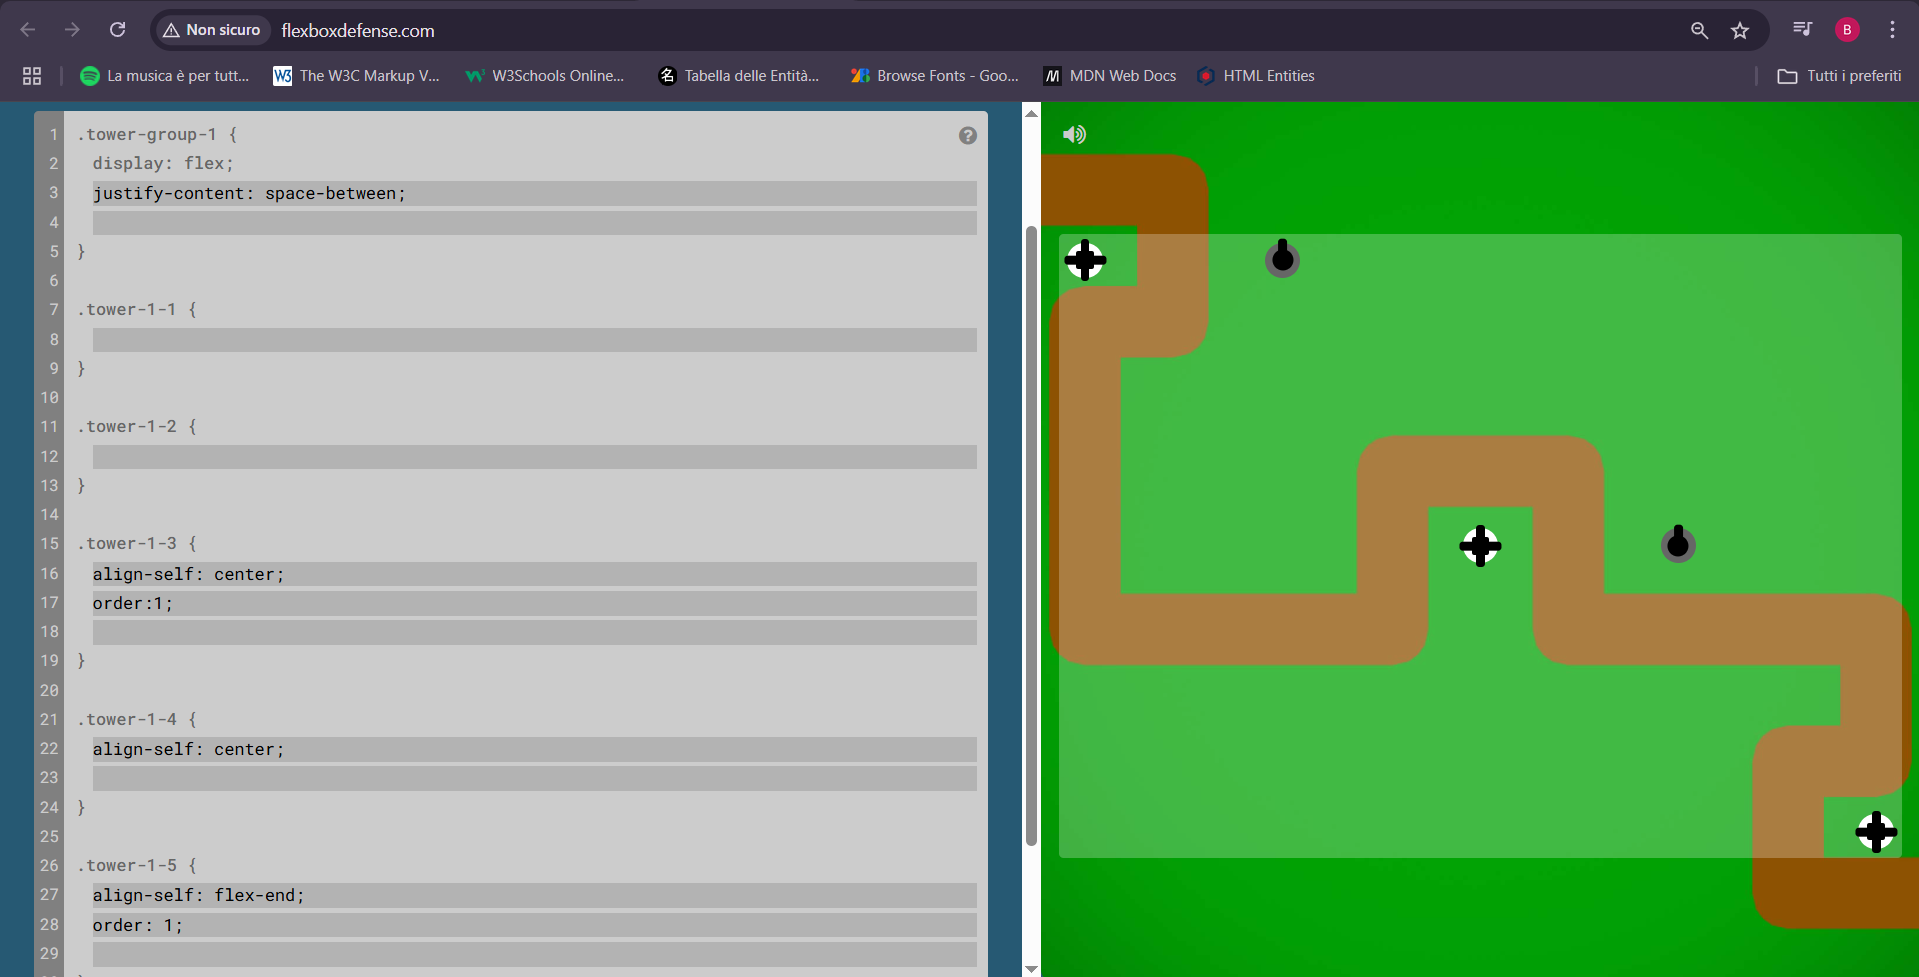 Non sicuro
flexboxdefense.com
B
La musica è per tutt...
W3 The W3C Markup V...
W3Schools Online...
Tabella delle Entità...
Browse Fonts - Goo...
M MDN Web Docs
HTML Entities
Tutti i preferiti
1 .tower-group-1 {
?
2 display: flex;
3 justify-content: space-between;
4
5 }
6
7 .tower-1-1 {
8
9 }
10
11 .tower-1-2 {
12
13 }
14
15 .tower-1-3 {
16 align-self: center;
17 order:1;
18
19 }
20
21 .tower-1-4 {
22 align-self: center;
23
24 }
25
26 .tower-1-5 {
27 align-self: flex-end;
28 order: 1;
29